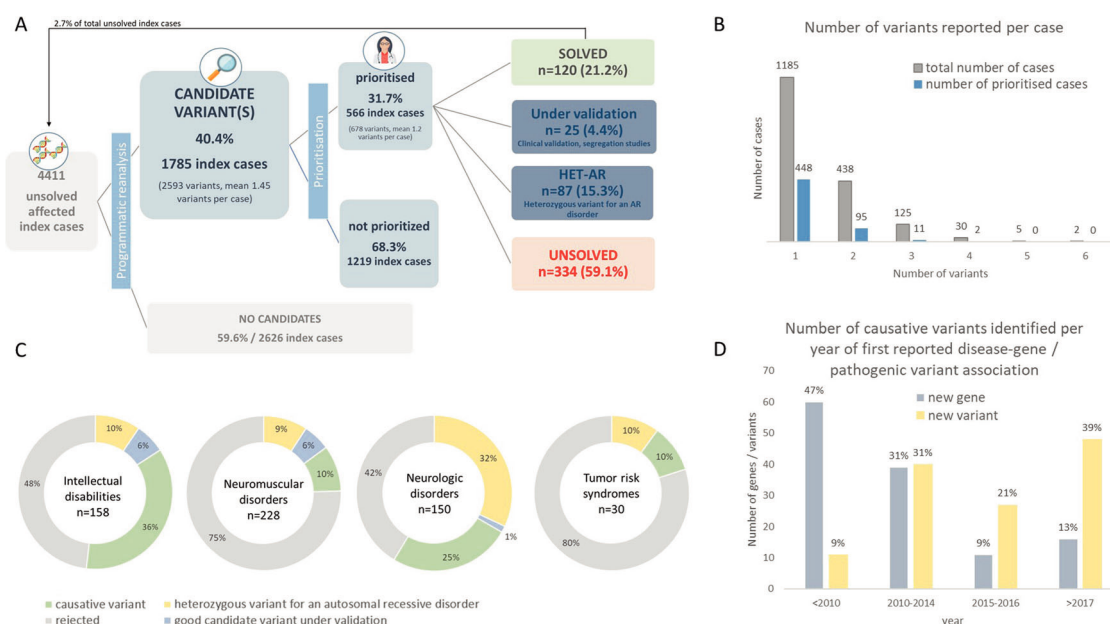 A
2.7% of total unsolved index cases
4411
unsolved
affected
index cases
Programmatic reanalysis
CANDIDATE
VARIANT(S)
40.4%
1785 index cases
(2593 variants, mean 1.45
variants per case)
Prioritisation
prioritised
31.7%
566 index cases
(678 variants, mean 1.2
variants per case)
not prioritized
68.3%
1219 index cases
SOLVED
n=120 (21.2%)
Under validation
n= 25 (4.4%)
Clinical validation, segregation studies
HET-AR
n=87 (15.3%)
Heterozygous variant for an AR
disorder
UNSOLVED
n=334 (59.1%)
NO CANDIDATES
59.6% / 2626 index cases
B
Number of variants reported per case
total number of cases
number of prioritised cases
Number of cases
1185
448
438
95
125
11
30
2
5
0
2
0
1
2
3
4
5
6
Number of variants
C
10%
6%
36%
48%
Intellectual
disabilities
n=158
9%
6%
10%
75%
Neuromuscular
disorders
n=228
32%
1%
25%
42%
Neurologic
disorders
n=150
10%
10%
80%
Tumor risk
syndromes
n=30
causative variant
heterozygous variant for an autosomal recessive disorder
rejected
good candidate variant under validation
D
Number of causative variants identified per
year of first reported disease-gene /
pathogenic variant association
new gene
new variant
Number of genes / variants
70
60
50
40
30
20
10
0
47%
9%
31%
31%
9%
21%
13%
39%
<2010
2010-2014
2015-2016
>2017
year